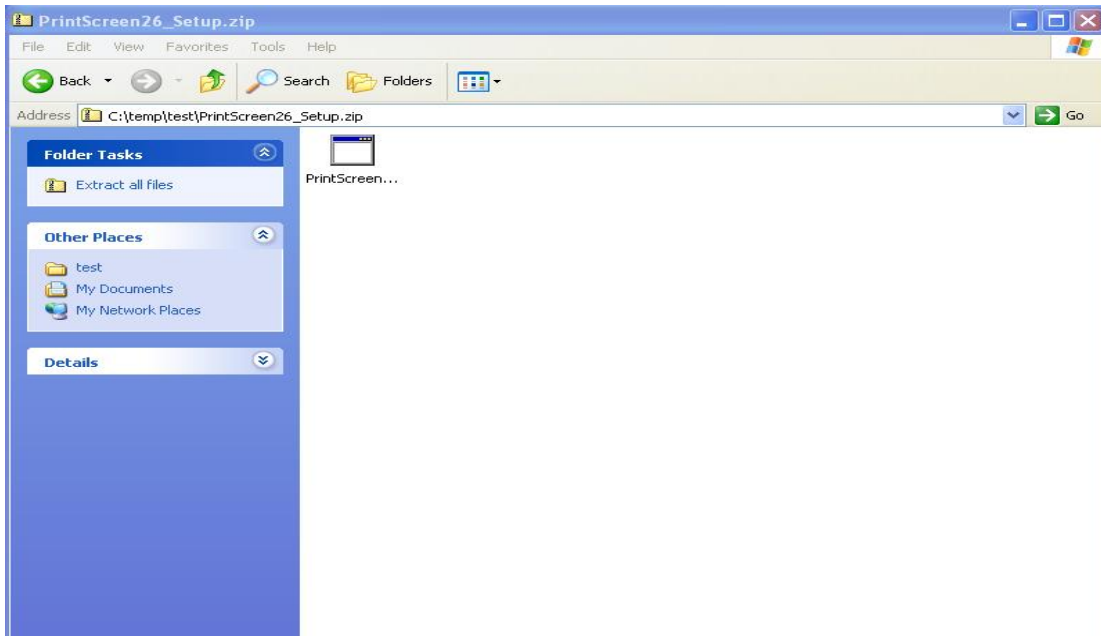 PrintScreen26_Setup.zip
File Edit View Favorites Tools Help
Back Search Folders
Address C:\temp\test\PrintScreen26_Setup.zip Go
Folder Tasks
Extract all files
PrintScreen...
Other Places
test
My Documents
My Network Places
Details